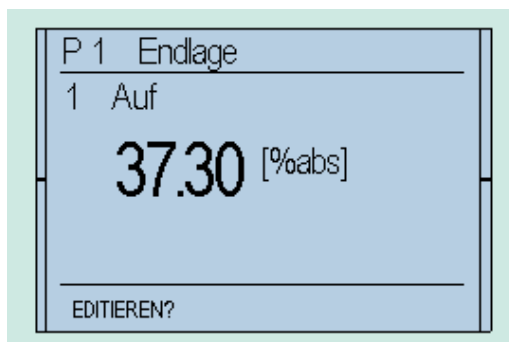 P 1 Endlage
1 Auf
37.30 [%abs]
EDITIEREN?